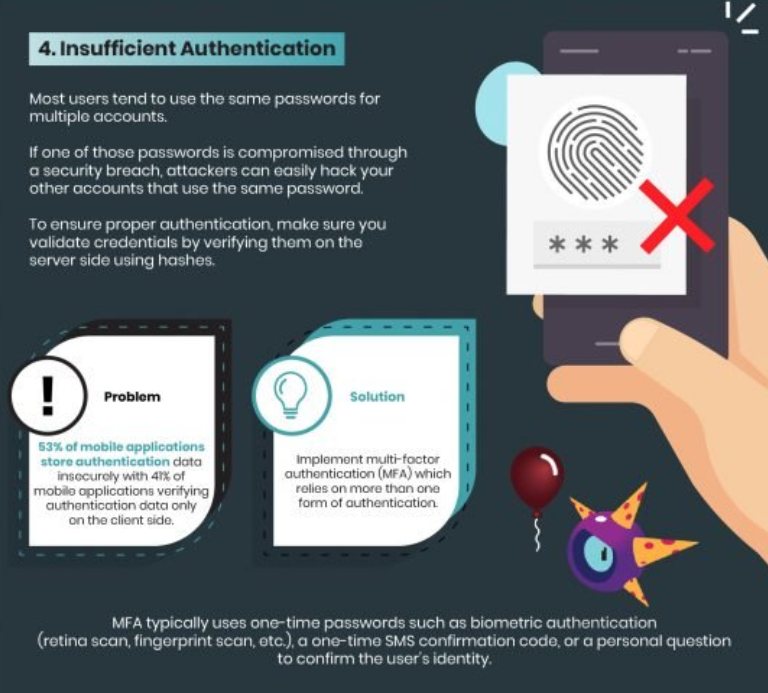 4. Insufficient Authentication
Most users tend to use the same passwords for
multiple accounts.
If one of those passwords is compromised through
a security breach, attackers can easily hack your
other accounts that use the same password.
To ensure proper authentication, make sure you
validate credentials by verifying them on the
server side using hashes.
***
!
Problem
53% of mobile applications
store authentication data
insecurely with 41% of
mobile applications verifying
authentication data only
on the client side.
Solution
Implement multi-factor
authentication (MFA) which
relies on more than one
form of authentication.
MFA typically uses one-time passwords such as biometric authentication
(retina scan, fingerprint scan, etc.), a one-time SMS confirmation code, or a personal question
to confirm the user's identity.